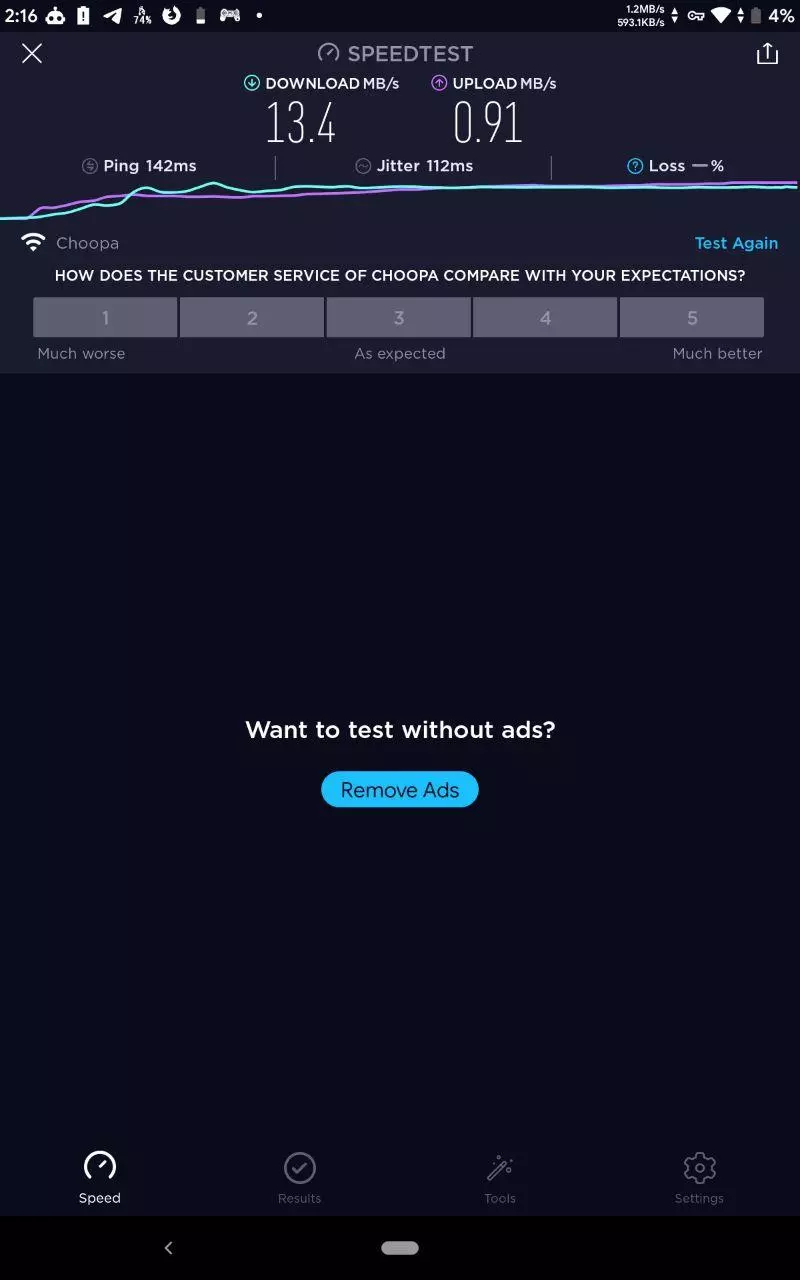 2:16 74% 1.2MB/s 593.1KB/s 4%
SPEEDTEST
DOWNLOAD MB/s UPLOAD MB/s
13.4 0.91
Ping 142ms Jitter 112ms Loss — %
Choopa Test Again
HOW DOES THE CUSTOMER SERVICE OF CHOOPA COMPARE WITH YOUR EXPECTATIONS?
1 2 3 4 5
Much worse As expected Much better
Want to test without ads?
Remove Ads
Speed Results Tools Settings